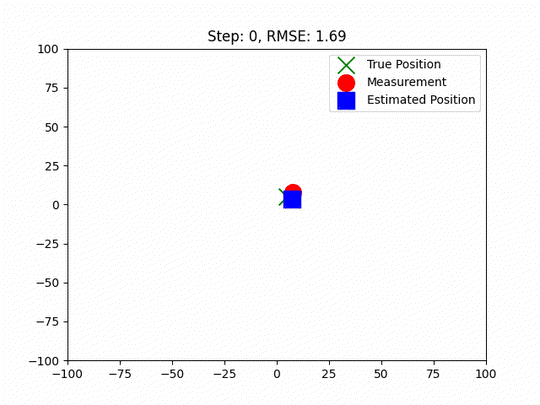 Step: 0, RMSE: 1.69
True Position
Measurement
Estimated Position
100
75
50
25
0
−25
−50
−75
−100
−100 −75 −50 −25 0 25 50 75 100